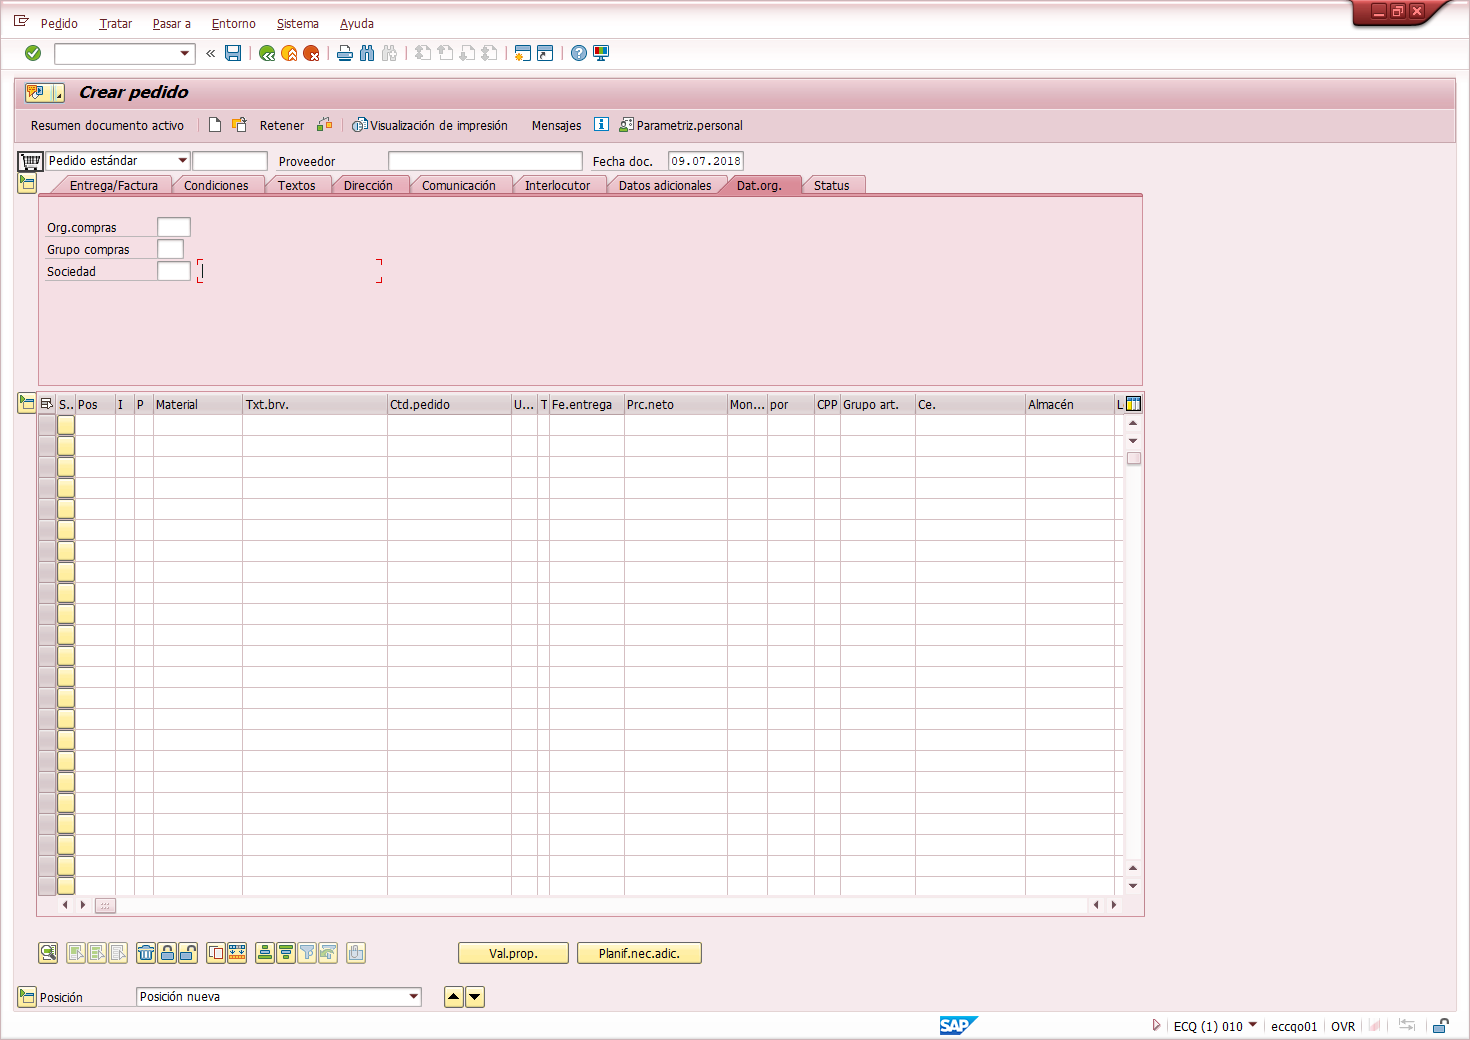 Pedido Tratar Pasar a Entorno Sistema Ayuda
Crear pedido
Resumen documento activo Retener Visualización de impresión Mensajes Parametriz.personal
Pedido estándar Proveedor Fecha doc. 09.07.2018
Entrega/Factura Condiciones Textos Dirección Comunicación Interlocutor Datos adicionales Dat.org. Status
Org.compras
Grupo compras
Sociedad
S.. Pos I P Material Txt.brv. Ctd.pedido U... T Fe.entrega Prc.neto Mon... por CPP Grupo art. Ce. Almacén L
Val.prop. Planif.nec.adic.
Posición Posición nueva
SAP ECQ (1) 010 eccqo01 OVR